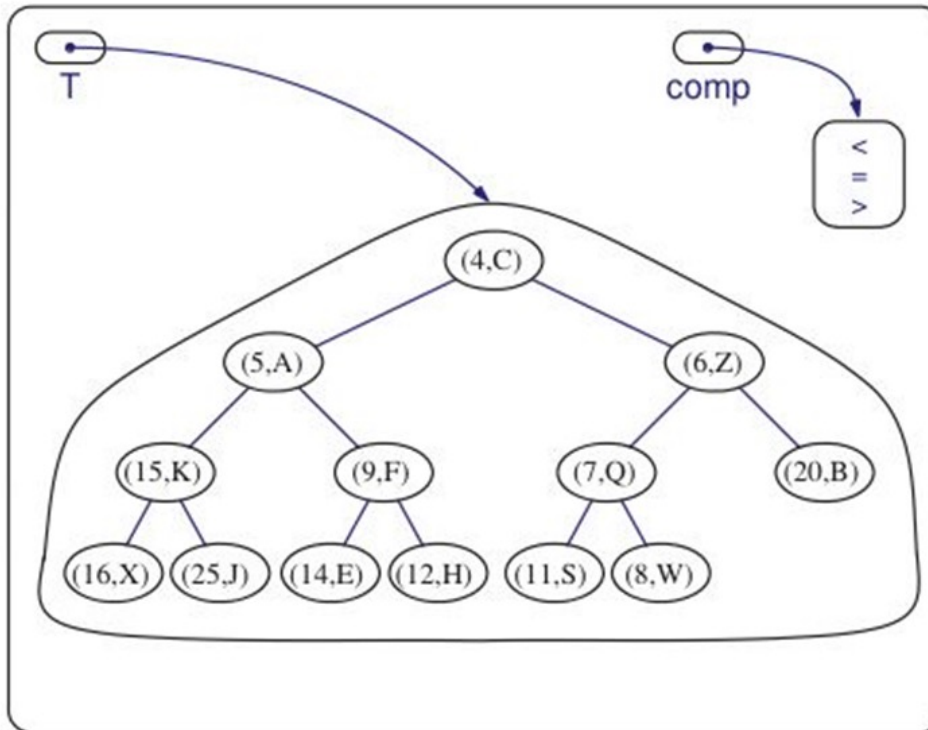 T
comp
<
=
>
(4,C)
(5,A) (6,Z)
(15,K) (9,F) (7,Q) (20,B)
(16,X) (25,J) (14,E) (12,H) (11,S) (8,W)